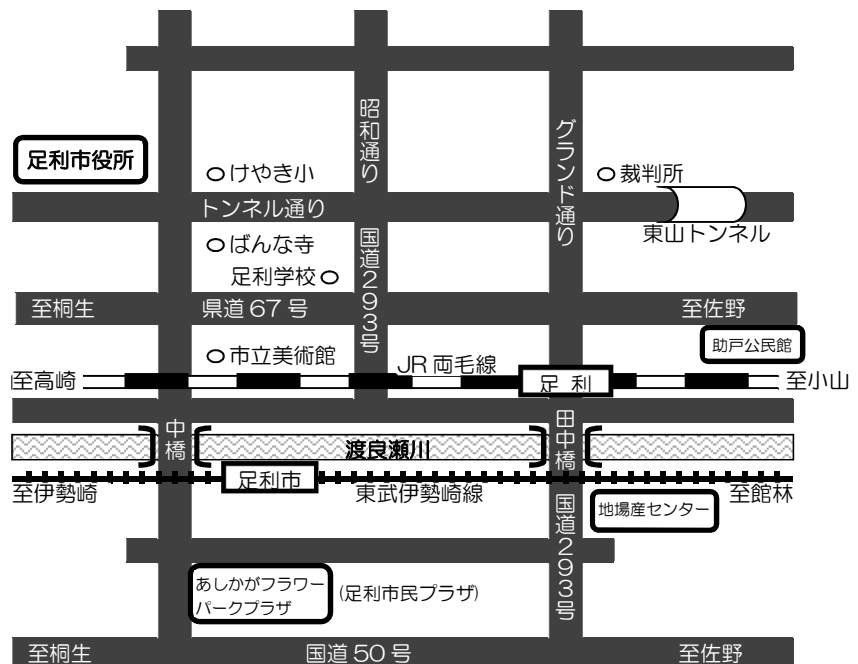 昭和通り
グランド通り
足利市役所
けやき小
裁判所
トンネル通り
東山トンネル
ばんな寺
国道293号
足利学校
至桐生
県道67号
至佐野
市立美術館
JR両毛線
助戸公民館
至高崎
足利
至小山
中橋
渡良瀬川
田中橋
足利市
至伊勢崎
東武伊勢崎線
地場産センター
至館林
国道293号
あしかがフラワー
パークプラザ
(足利市民プラザ)
至桐生
国道50号
至佐野